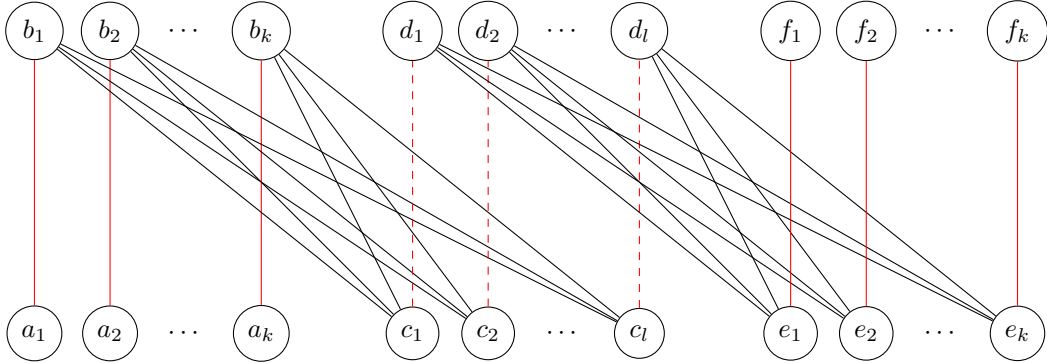 b₁ b₂ ⋯ bₖ d₁ d₂ ⋯ dₗ f₁ f₂ ⋯ fₖ
a₁ a₂ ⋯ aₖ c₁ c₂ ⋯ cₗ e₁ e₂ ⋯ eₖ